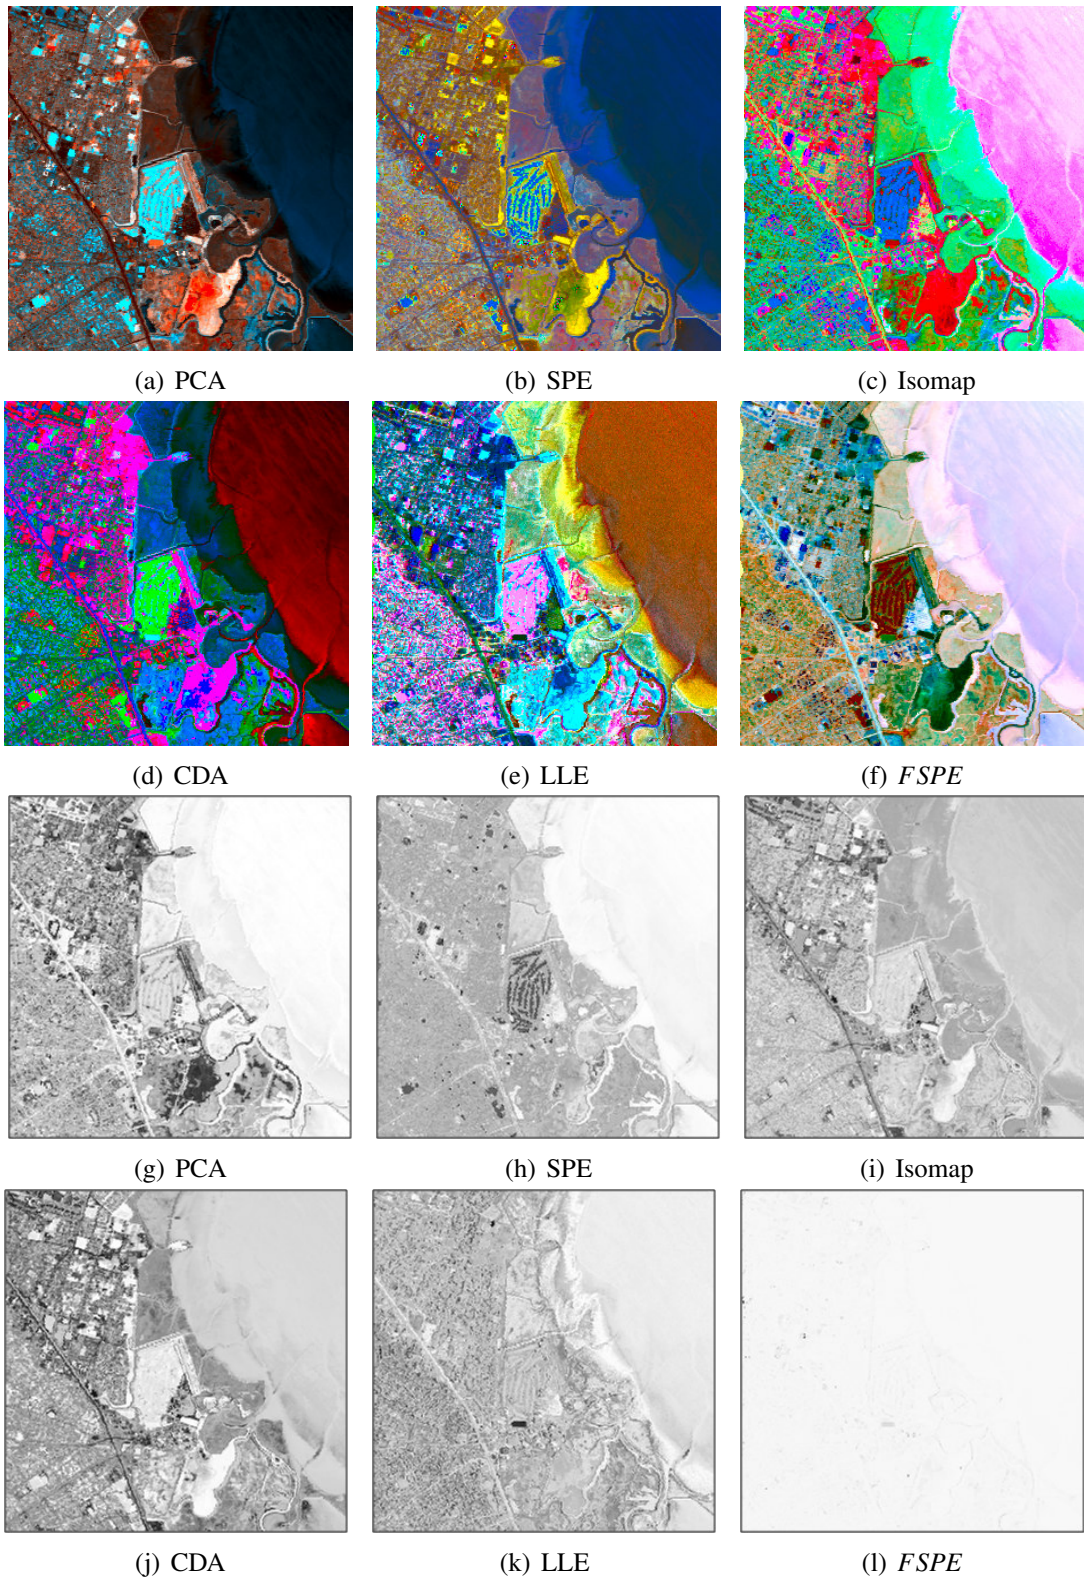 (a) PCA
(b) SPE
(c) Isomap
(d) CDA
(e) LLE
(f) FSPE
(g) PCA
(h) SPE
(i) Isomap
(j) CDA
(k) LLE
(l) FSPE